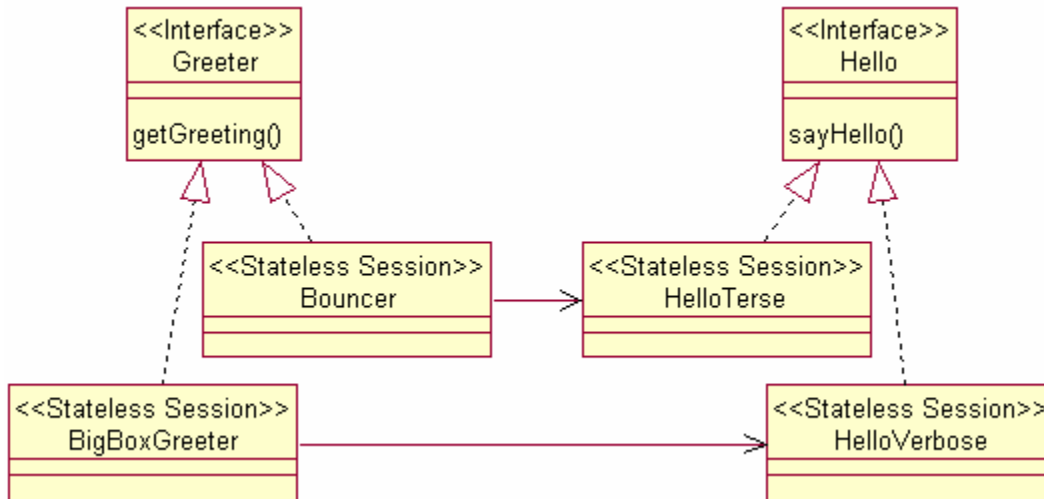 <<Interface>>
Greeter
getGreeting()
<<Interface>>
Hello
sayHello()
<<Stateless Session>>
Bouncer
<<Stateless Session>>
HelloTerse
<<Stateless Session>>
BigBoxGreeter
<<Stateless Session>>
HelloVerbose